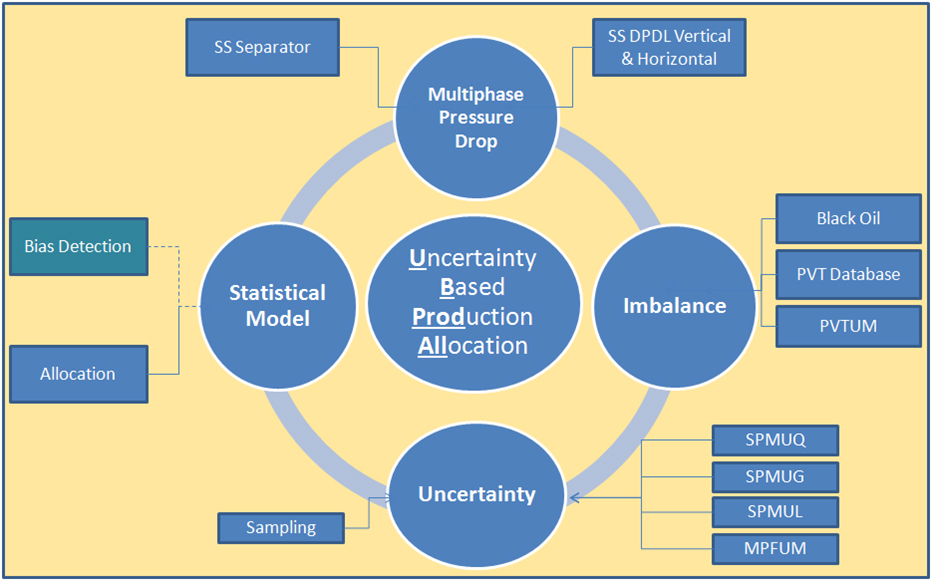 SS Separator
SS DPDL Vertical
& Horizontal
Multiphase
Pressure
Drop
Bias Detection
Allocation
Statistical
Model
Uncertainty
Based
Production
Allocation
Imbalance
Black Oil
PVT Database
PVTUM
Uncertainty
Sampling
SPMUQ
SPMUG
SPMUL
MPFUM